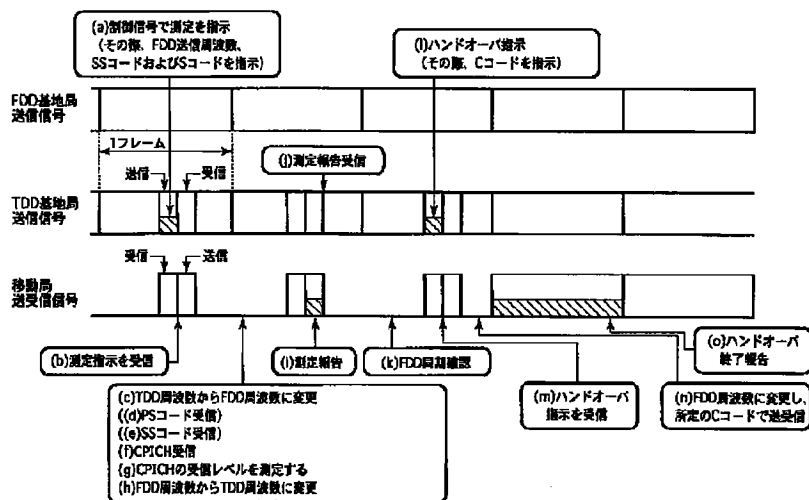 (a)制御信号で測定を指示
(その際、FDD送信周波数、
SSコードおよびSコードを指示)
(l)ハンドオーバ指示
(その際、Cコードを指示)
FDD基地局
送信信号
1フレーム
送信
受信
(j)測定報告受信
TDD基地局
送信信号
受信
送信
移動局
送受信信号
(b)測定指示を受信
(i)測定報告
(k)FDD同期確認
(o)ハンドオーバ
終了報告
(c)TDD周波数からFDD周波数に変更
((d)PSコード受信)
((e)SSコード受信)
(f)CPICH受信
(g)CPICHの受信レベルを測定する
(h)FDD周波数からTDD周波数に変更
(m)ハンドオーバ
指示を受信
(n)FDD周波数に変更し、
所定のCコードで送受信